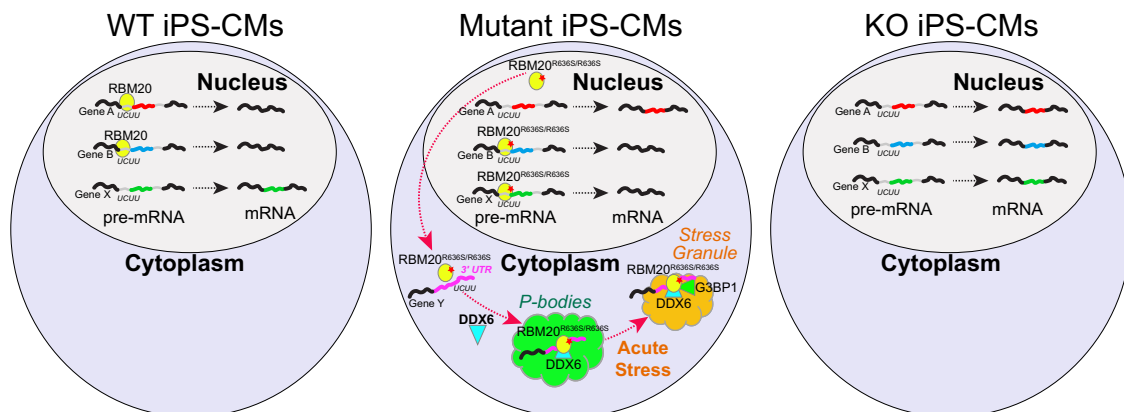 WT iPS-CMs
Nucleus
RBM20
Gene A
UCUU
RBM20
Gene B
UCUU
Gene X
pre-mRNA
mRNA
Cytoplasm
Mutant iPS-CMs
RBM20R636S/R636S
Nucleus
Gene A
UCUU
RBM20R636S/R636S
Gene B
UCUU
RBM20R636S/R636S
Gene X
UCUU
pre-mRNA
mRNA
Cytoplasm
RBM20R636S/R636S
3' UTR
UCUU
Gene Y
DDX6
P-bodies
RBM20R636S/R636S
DDX6
Stress
Granule
RBM20R636S/R636S
G3BP1
DDX6
Acute
Stress
KO iPS-CMs
Nucleus
Gene A
UCUU
Gene B
UCUU
Gene X
UCUU
pre-mRNA
mRNA
Cytoplasm